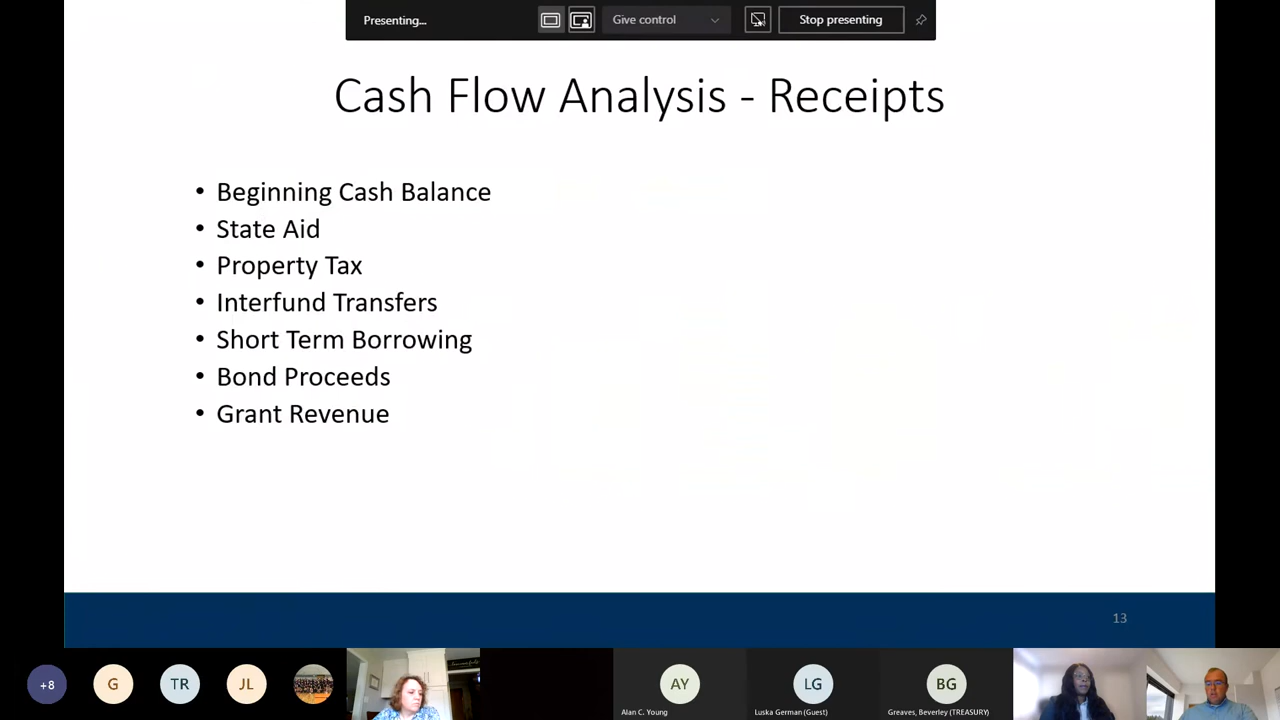 Presenting...
Give control
Stop presenting
Cash Flow Analysis - Receipts
• Beginning Cash Balance
• State Aid
• Property Tax
• Interfund Transfers
• Short Term Borrowing
• Bond Proceeds
• Grant Revenue
13
+8
G
TR
JL
AY
LG
BG
Alan C. Young
Luska German (Guest)
Greaves, Beverley (TREASURY)